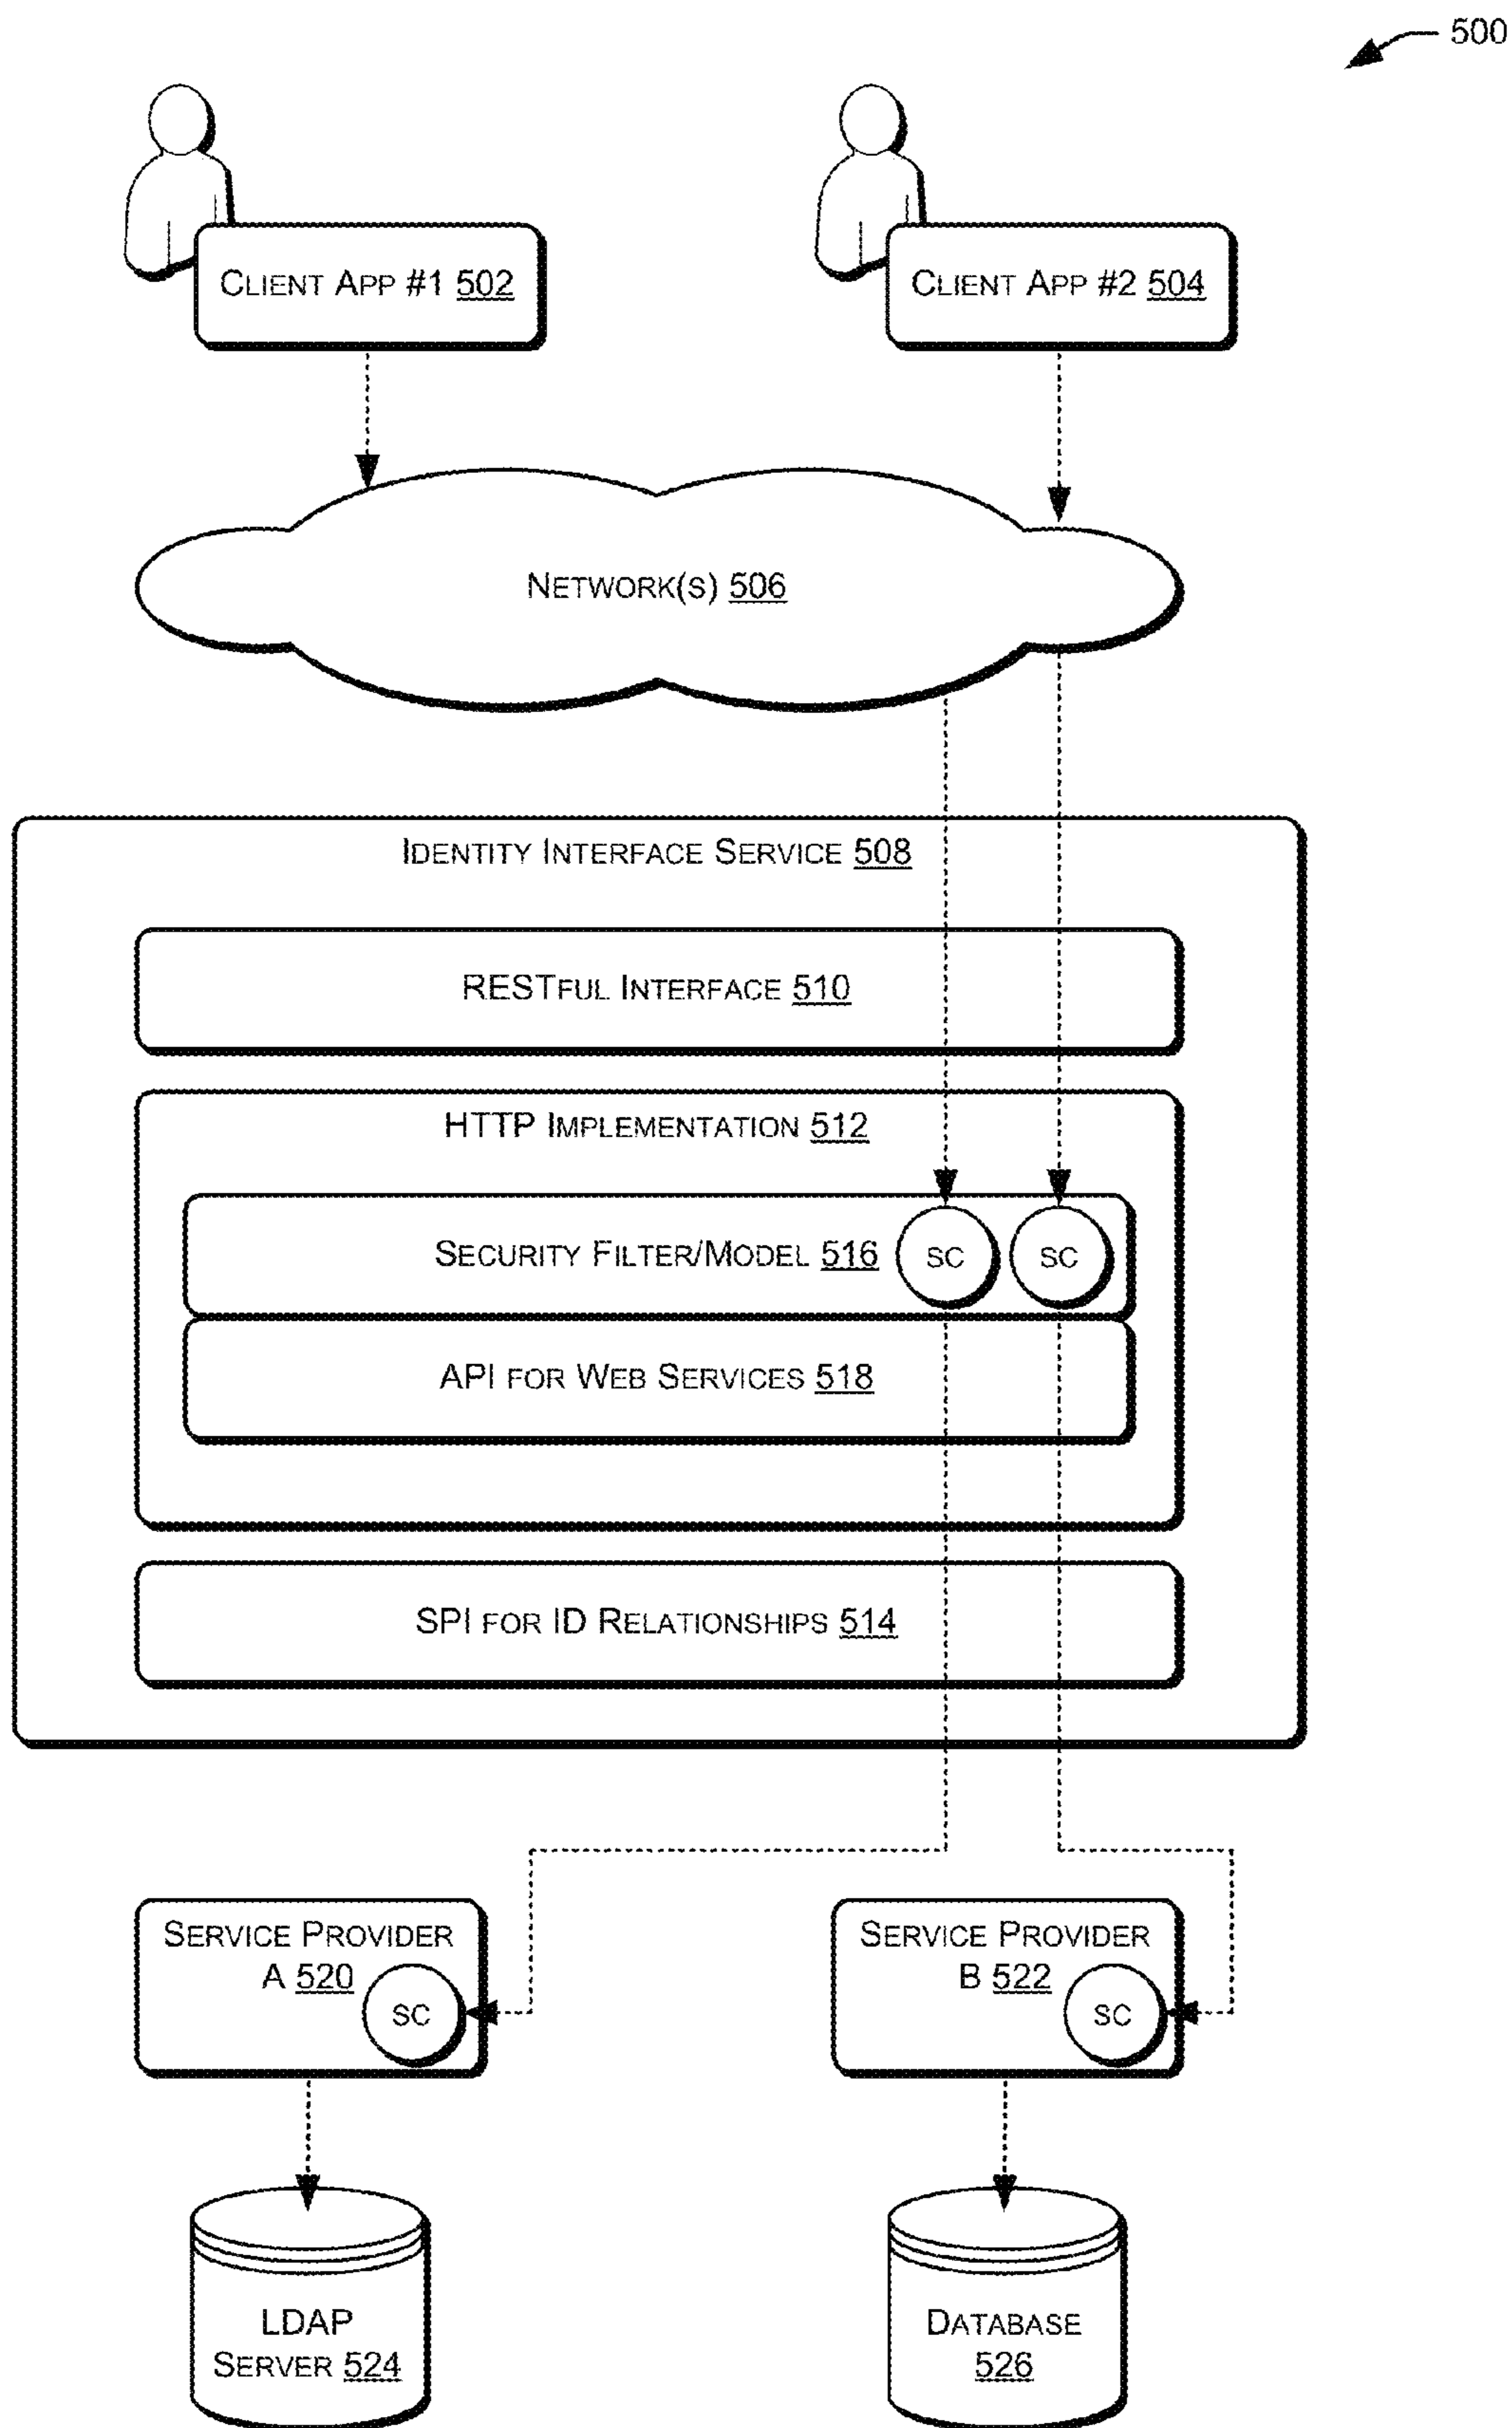 500
CLIENT APP #1 502
CLIENT APP #2 504
NETWORK(S) 506
IDENTITY INTERFACE SERVICE 508
RESTFUL INTERFACE 510
HTTP IMPLEMENTATION 512
SECURITY FILTER/MODEL 516
SC
SC
API FOR WEB SERVICES 518
SPI FOR ID RELATIONSHIPS 514
SERVICE PROVIDER
A 520
SC
SERVICE PROVIDER
B 522
SC
LDAP
SERVER 524
DATABASE
526